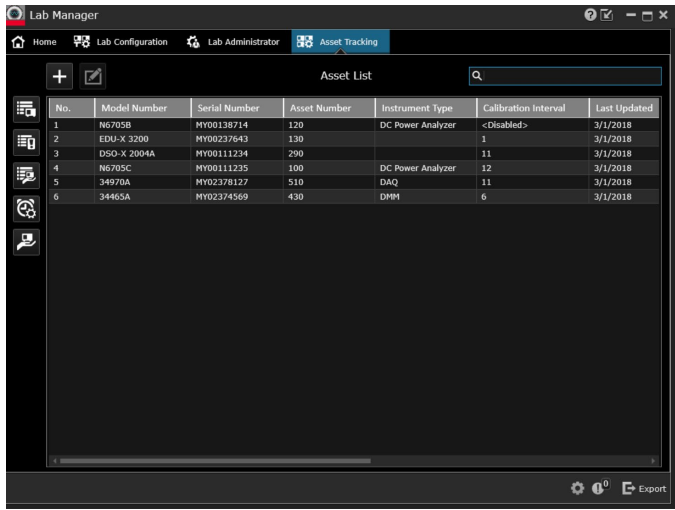 Lab Manager
Home Lab Configuration Lab Administrator Asset Tracking
Asset List
No. Model Number Serial Number Asset Number Instrument Type Calibration Interval Last Updated
1 N6705B MY00138714 120 DC Power Analyzer <Disabled> 3/1/2018
2 EDU-X 3200 MY00237643 130 1 3/1/2018
3 DSO-X 2004A MY00111234 290 11 3/1/2018
4 N6705C MY00111235 100 DC Power Analyzer 12 3/1/2018
5 34970A MY02378127 510 DAQ 11 3/1/2018
6 34465A MY02374569 430 DMM 6 3/1/2018
0 Export